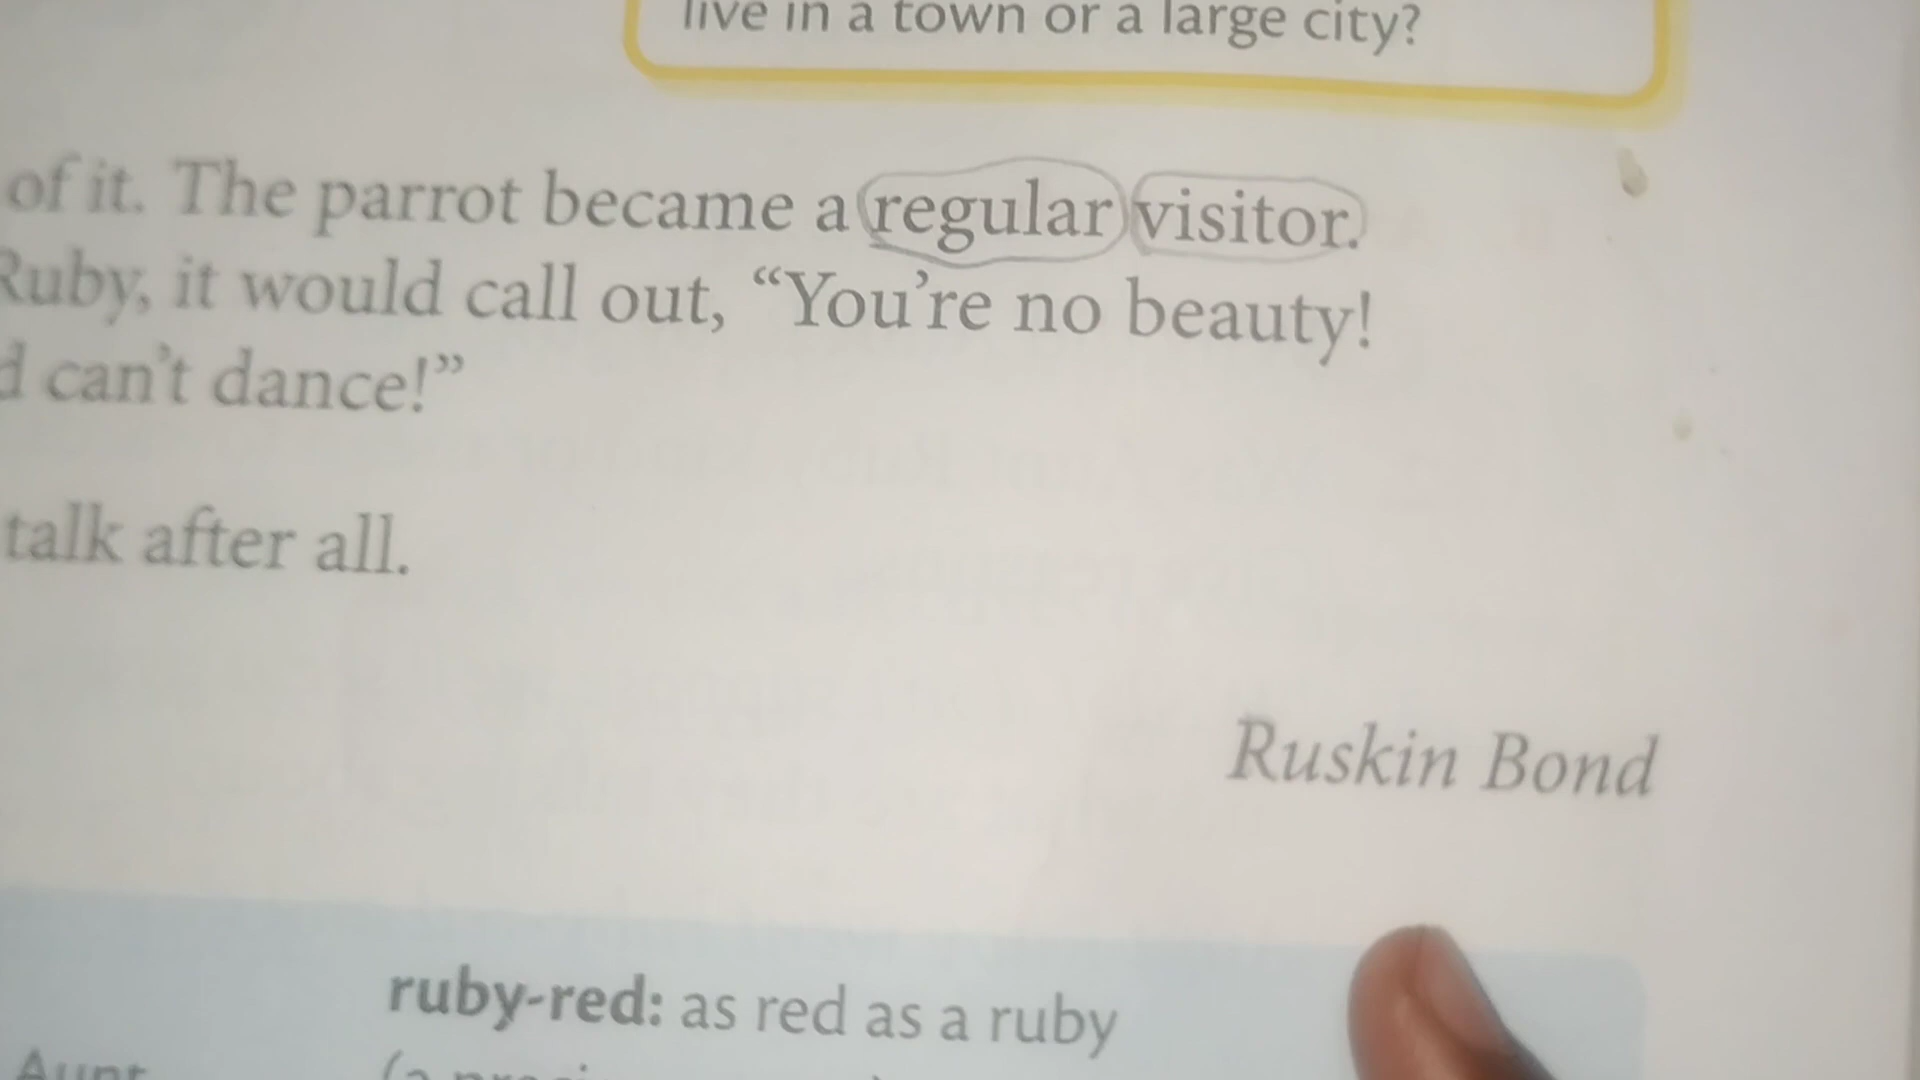 live in a town or a large city?
of it. The parrot became a regular visitor.
Ruby, it would call out, “You're no beauty!
can't dance!”
talk after all.
Ruskin Bond
ruby-red: as red as a ruby
Aunt